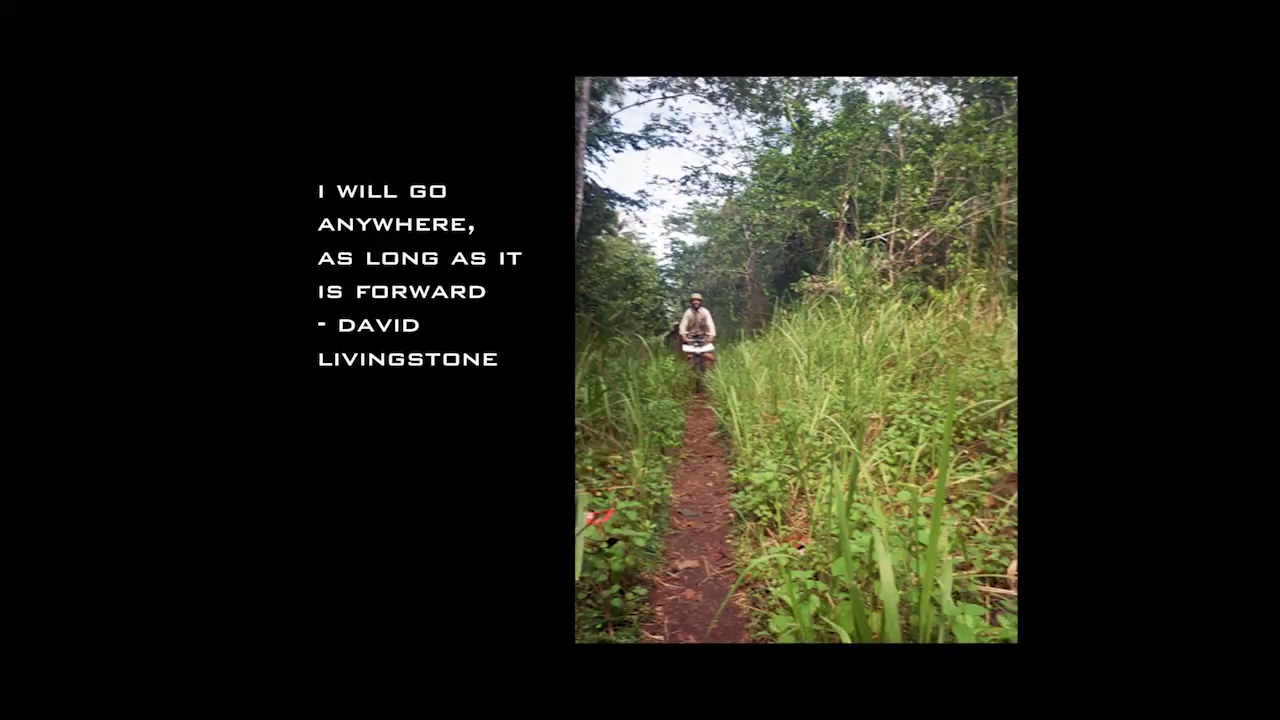 I WILL GO
ANYWHERE,
AS LONG AS IT
IS FORWARD
- DAVID
LIVINGSTONE